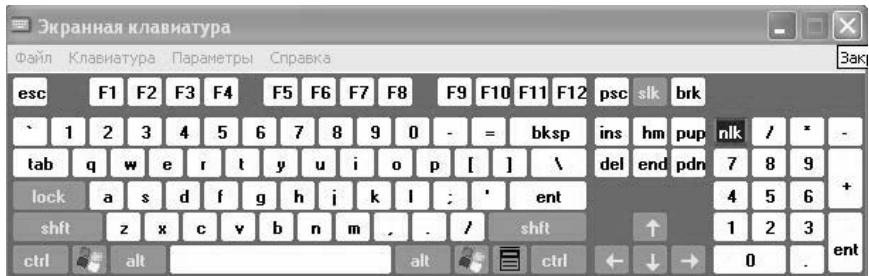 Экранная клавиатура
Файл Клавиатура Параметры Справка
Зак
esc F1 F2 F3 F4 F5 F6 F7 F8 F9 F10 F11 F12 psc slk brk
` 1 2 3 4 5 6 7 8 9 0 - = bksp ins hm pup nlk / * -
tab q w e r t y u i o p [ ] \ del end pdn 7 8 9 +
lock a s d f g h j k l ; ' ent 4 5 6
shft z x c v b n m , . / shft ↑ 1 2 3 ent
ctrl alt alt ctrl ← ↓ → 0 .